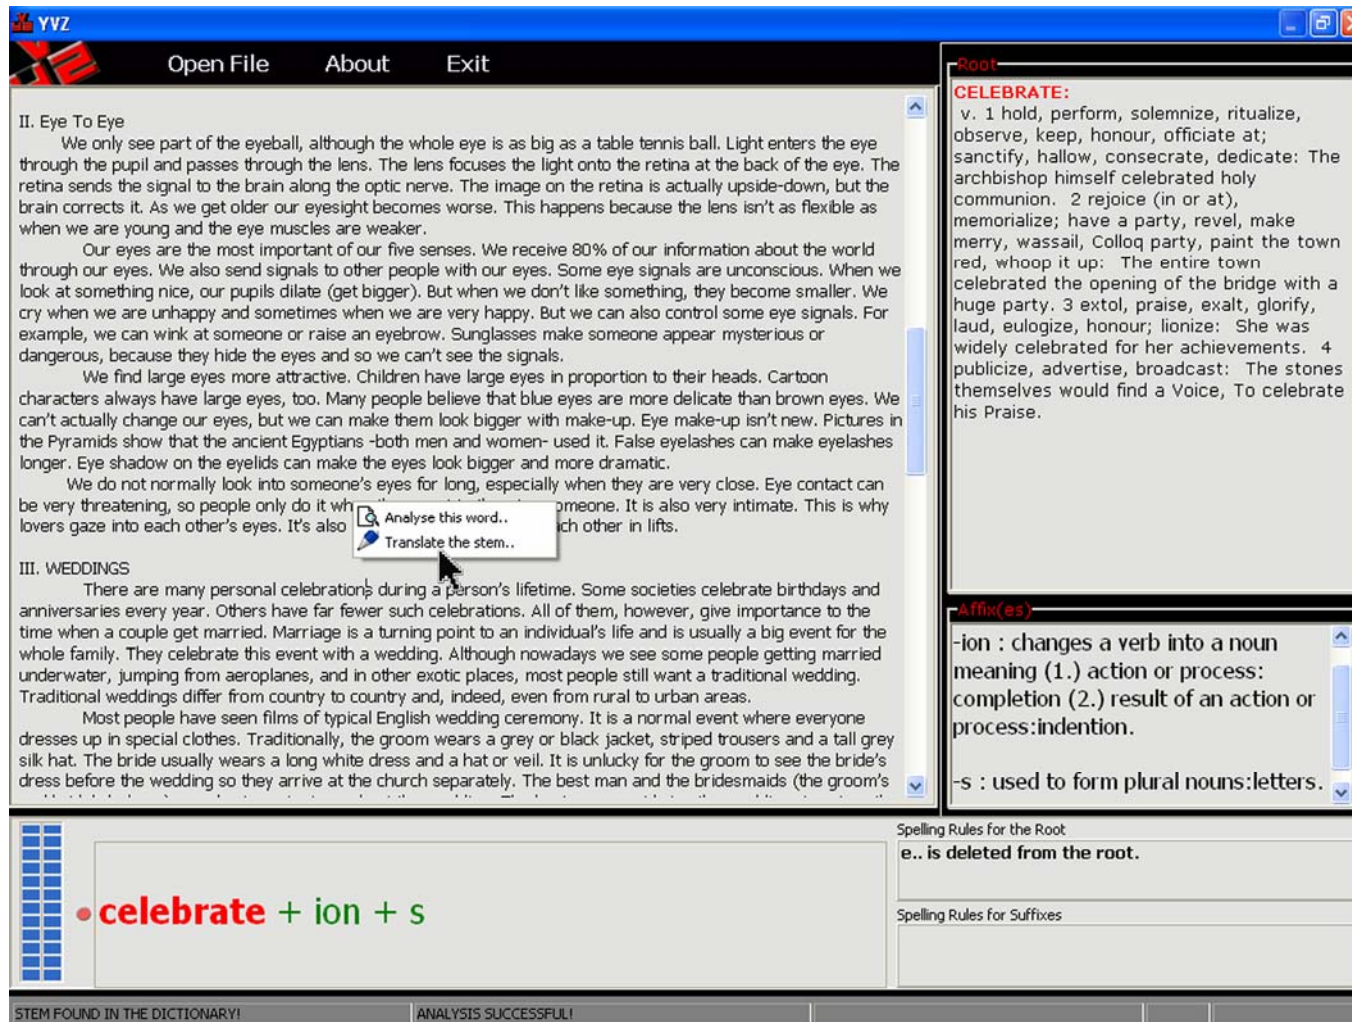 YVZ
Open File About Exit
II. Eye To Eye
We only see part of the eyeball, although the whole eye is as big as a table tennis ball. Light enters the eye
through the pupil and passes through the lens. The lens focuses the light onto the retina at the back of the eye. The
retina sends the signal to the brain along the optic nerve. The image on the retina is actually upside-down, but the
brain corrects it. As we get older our eyesight becomes worse. This happens because the lens isn't as flexible as
when we are young and the eye muscles are weaker.
Our eyes are the most important of our five senses. We receive 80% of our information about the world
through our eyes. We also send signals to other people with our eyes. Some eye signals are unconscious. When we
look at something nice, our pupils dilate (get bigger). But when we don't like something, they become smaller. We
cry when we are unhappy and sometimes when we are very happy. But we can also control some eye signals. For
example, we can wink at someone or raise an eyebrow. Sunglasses make someone appear mysterious or
dangerous, because they hide the eyes and so we can't see the signals.
We find large eyes more attractive. Children have large eyes in proportion to their heads. Cartoon
characters always have large eyes, too. Many people believe that blue eyes are more delicate than brown eyes. We
can't actually change our eyes, but we can make them look bigger with make-up. Eye make-up isn't new. Pictures in
the Pyramids show that the ancient Egyptians -both men and women- used it. False eyelashes can make eyelashes
longer. Eye shadow on the eyelids can make the eyes look bigger and more dramatic.
We do not normally look into someone's eyes for long, especially when they are very close. Eye contact can
be very threatening, so people only do it omeone. It is also very intimate. This is why
lovers gaze into each other's eyes. It's also ch other in lifts.
Analyse this word..
Translate the stem..
III. WEDDINGS
There are many personal celebrations during a person's lifetime. Some societies celebrate birthdays and
anniversaries every year. Others have far fewer such celebrations. All of them, however, give importance to the
time when a couple get married. Marriage is a turning point to an individual's life and is usually a big event for the
whole family. They celebrate this event with a wedding. Although nowadays we see some people getting married
underwater, jumping from aeroplanes, and in other exotic places, most people still want a traditional wedding.
Traditional weddings differ from country to country and, indeed, even from rural to urban areas.
Most people have seen films of typical English wedding ceremony. It is a normal event where everyone
dresses up in special clothes. Traditionally, the groom wears a grey or black jacket, striped trousers and a tall grey
silk hat. The bride usually wears a long white dress and a hat or veil. It is unlucky for the groom to see the bride's
dress before the wedding so they arrive at the church separately. The best man and the bridesmaids (the groom's
Root
CELEBRATE:
v. 1 hold, perform, solemnize, ritualize,
observe, keep, honour, officiate at;
sanctify, hallow, consecrate, dedicate: The
archbishop himself celebrated holy
communion. 2 rejoice (in or at),
memorialize; have a party, revel, make
merry, wassail, Colloq party, paint the town
red, whoop it up: The entire town
celebrated the opening of the bridge with a
huge party. 3 extol, praise, exalt, glorify,
laud, eulogize, honour; lionize: She was
widely celebrated for her achievements. 4
publicize, advertise, broadcast: The stones
themselves would find a Voice, To celebrate
his Praise.
Affix(es)
-ion : changes a verb into a noun
meaning (1.) action or process:
completion (2.) result of an action or
process:indention.
-s : used to form plural nouns:letters.
celebrate + ion + s
Spelling Rules for the Root
e.. is deleted from the root.
Spelling Rules for Suffixes
STEM FOUND IN THE DICTIONARY! ANALYSIS SUCCESSFUL!